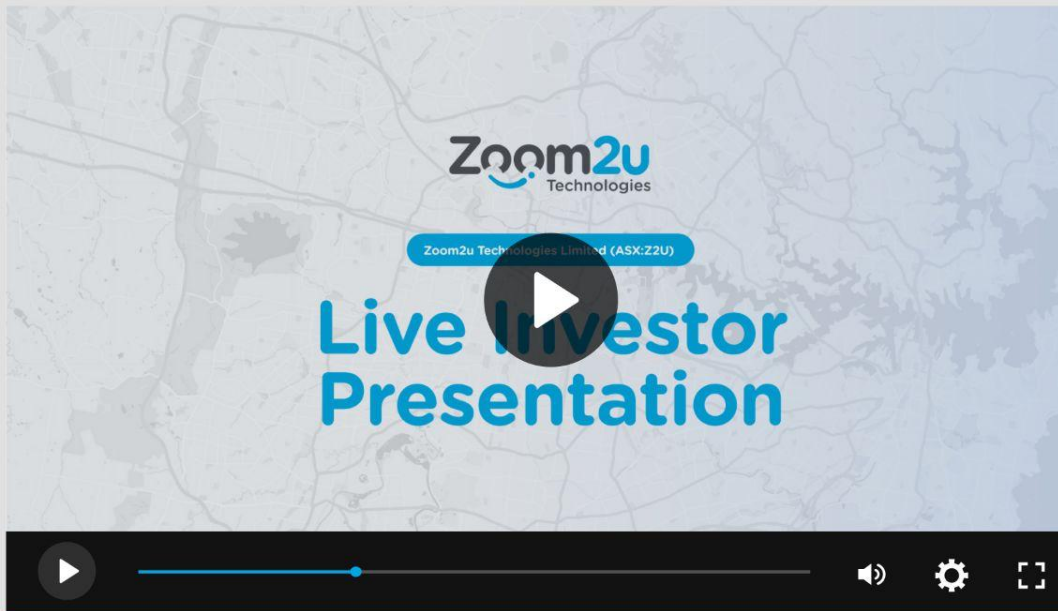 Zoom2u
Technologies
Zoom2u Technologies Limited (ASX:Z2U)
Live Investor
Presentation